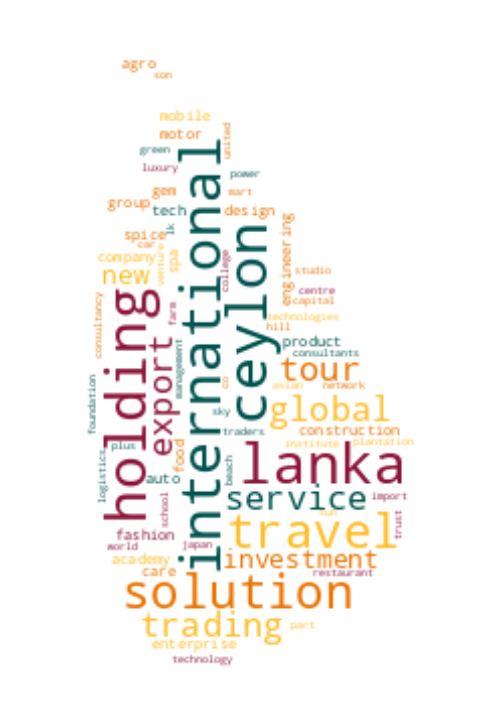 agro
son
mobile
motor
united
green
luxury
power
gem
mart
group
tech
design
lk
spice
car
engineering
company
venture
spa
new
college
studio
international
ceylon
holding
centre
capital
farm
consultancy
technologies
hill
export
management
product
consultants
tour
foundation
co
asian
network
sky
global
traders
construction
plus
food
institute
plantation
logistics
auto
beach
lanka
service
import
school
fashion
travel
trust
world
japan
academy
investment
care
restaurant
solution
trading
part
enterprise
technology